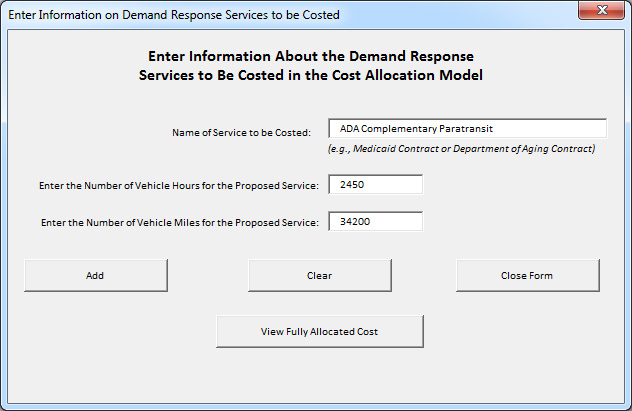 Enter Information on Demand Response Services to be Costed
Enter Information About the Demand Response
Services to Be Costed in the Cost Allocation Model
Name of Service to be Costed: ADA Complementary Paratransit
(e.g., Medicaid Contract or Department of Aging Contract)
Enter the Number of Vehicle Hours for the Proposed Service: 2450
Enter the Number of Vehicle Miles for the Proposed Service: 34200
Add Clear Close Form
View Fully Allocated Cost